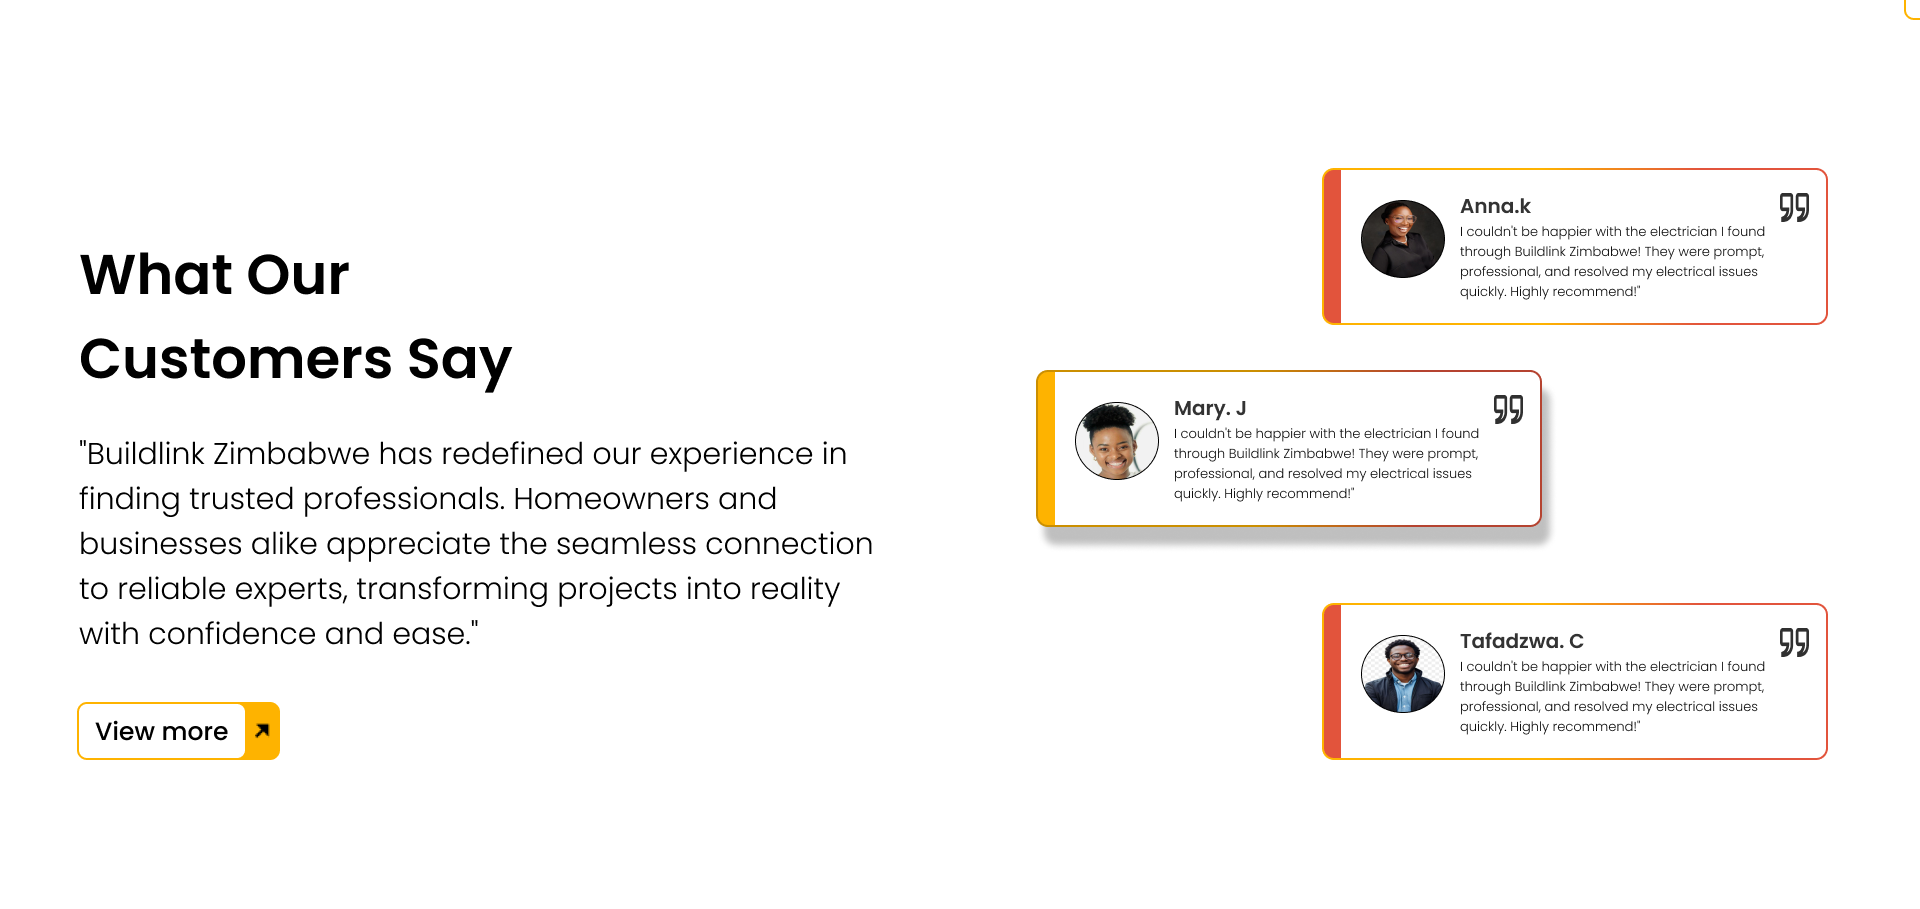 What Our
Customers Say
"Buildlink Zimbabwe has redefined our experience in
finding trusted professionals. Homeowners and
businesses alike appreciate the seamless connection
to reliable experts, transforming projects into reality
with confidence and ease."
View more
Anna.k
I couldn't be happier with the electrician I found
through Buildlink Zimbabwe! They were prompt,
professional, and resolved my electrical issues
quickly. Highly recommend!"
Mary. J
I couldn't be happier with the electrician I found
through Buildlink Zimbabwe! They were prompt,
professional, and resolved my electrical issues
quickly. Highly recommend!"
Tafadzwa. C
I couldn't be happier with the electrician I found
through Buildlink Zimbabwe! They were prompt,
professional, and resolved my electrical issues
quickly. Highly recommend!"